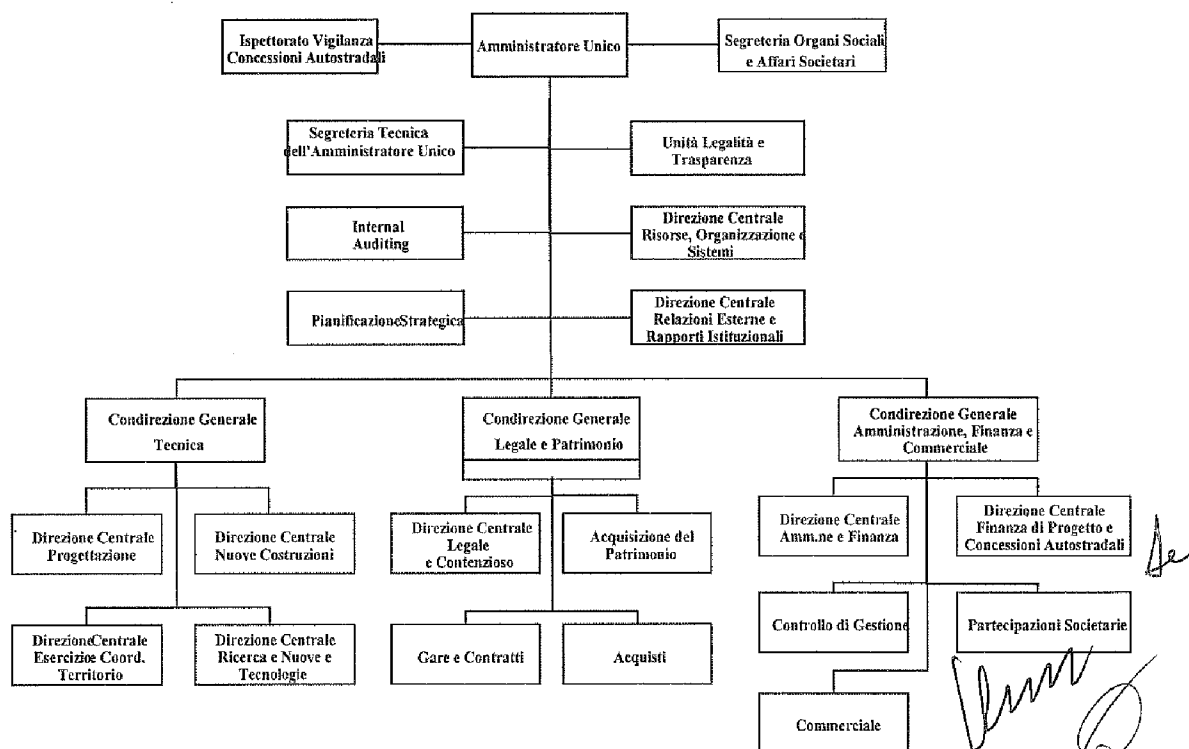 Ispettorato Vigilanza
Concessioni Autostradali
Amministratore Unico
Segreteria Organi Sociali
e Affari Societari
Segreteria Tecnica
dell'Amministratore Unico
Unità Legalità e
Trasparenza
Internal
Auditing
Direzione Centrale
Risorse, Organizzazione e
Sistemi
PianificazioneStrategica
Direzione Centrale
Relazioni Esterne e
Rapporti Istituzionali
Condirezione Generale
Tecnica
Condirezione Generale
Legale e Patrimonio
Condirezione Generale
Amministrazione, Finanza e
Commerciale
Direzione Centrale
Progettazione
Direzione Centrale
Nuove Costruzioni
Direzione Centrale
Legale
e Contenzioso
Acquisizione del
Patrimonio
Direzione Centrale
Amm.ne e Finanza
Direzione Centrale
Finanza di Progetto e
Concessioni Autostradali
DirezioneCentrale
Esercizioe Coord.
Territorio
Direzione Centrale
Ricerca e Nuove e
Tecnologie
Gare e Contratti
Acquisti
Controllo di Gestione
Partecipazioni Societarie
Commerciale